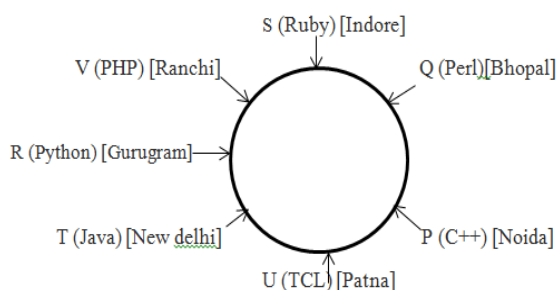 S (Ruby) [Indore]
V (PHP) [Ranchi]
Q (Perl)[Bhopal]
R (Python) [Gurugram]
T (Java) [New delhi]
P (C++) [Noida]
U (TCL) [Patna]